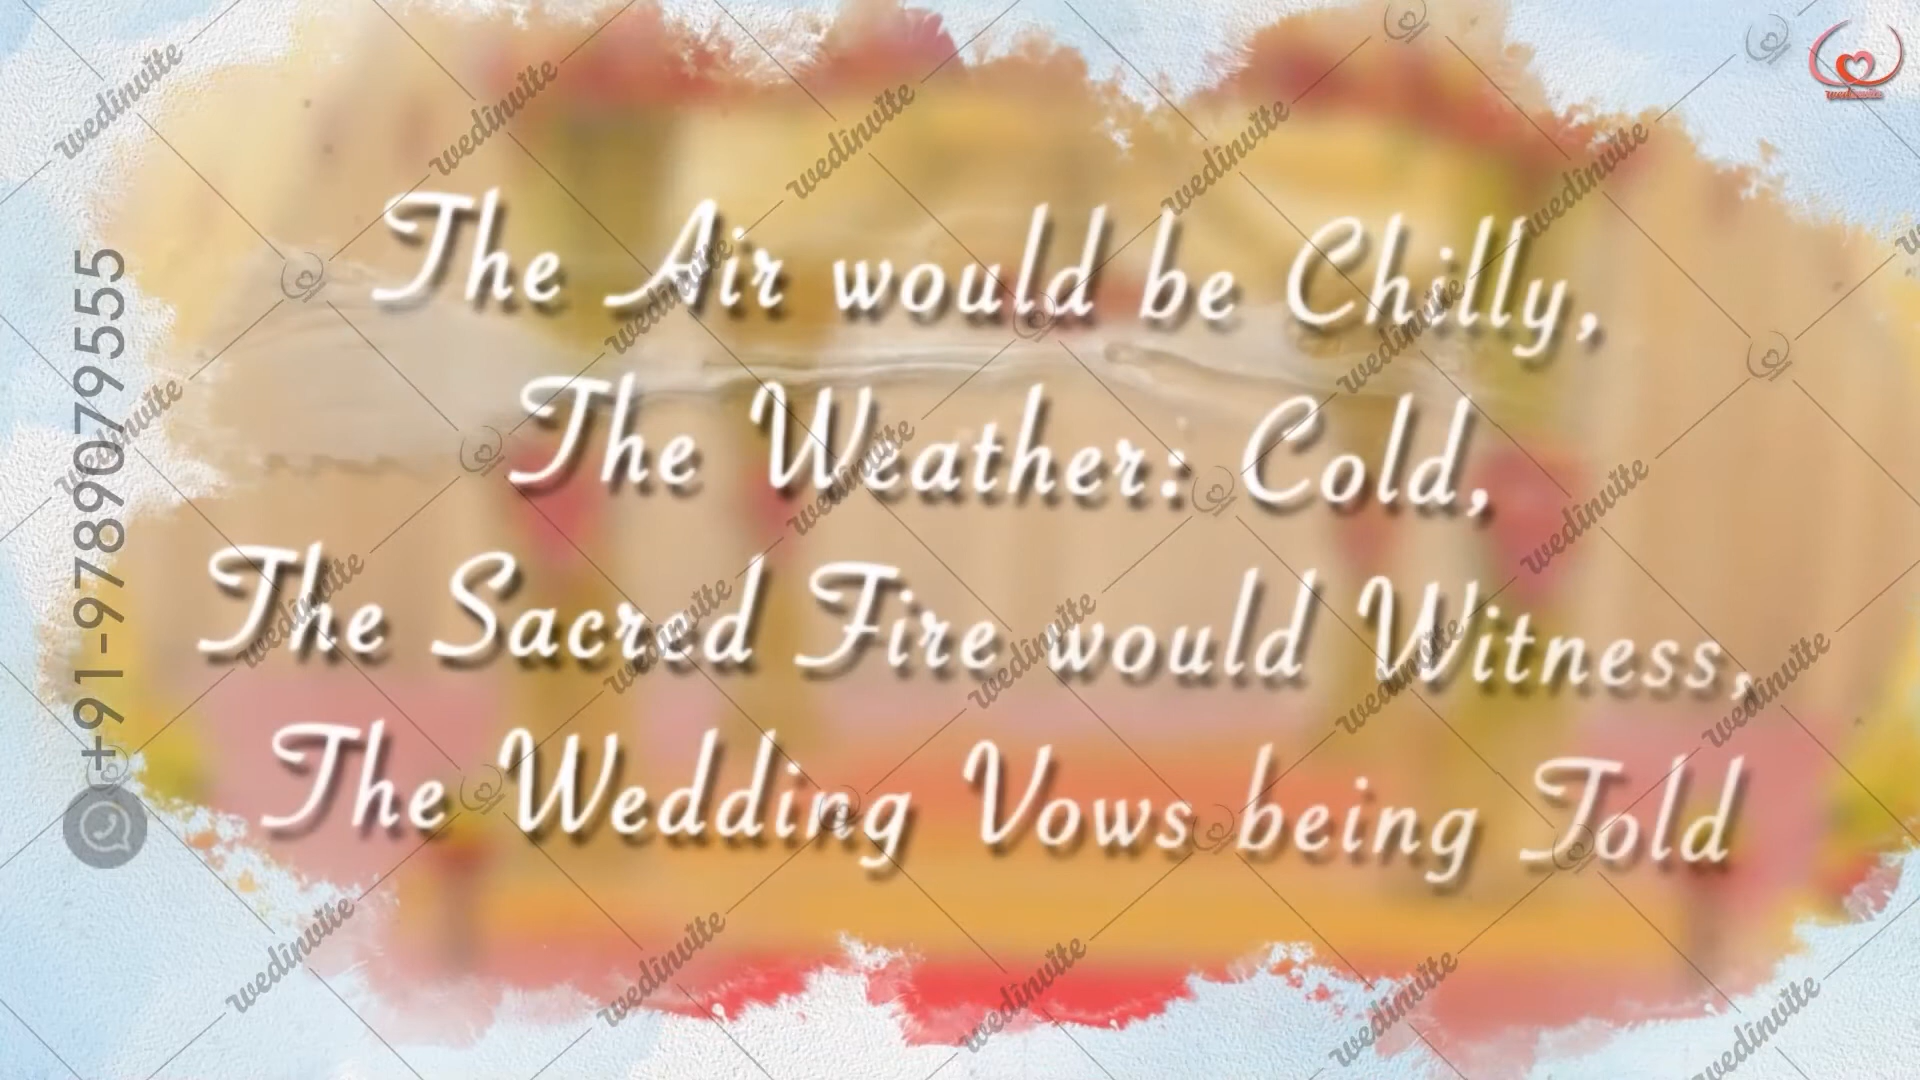 The Air would be Chilly,
The Weather: Cold,
The Sacred Fire would Witness,
The Wedding Vows being Told
+91-9789079555
wedinvite